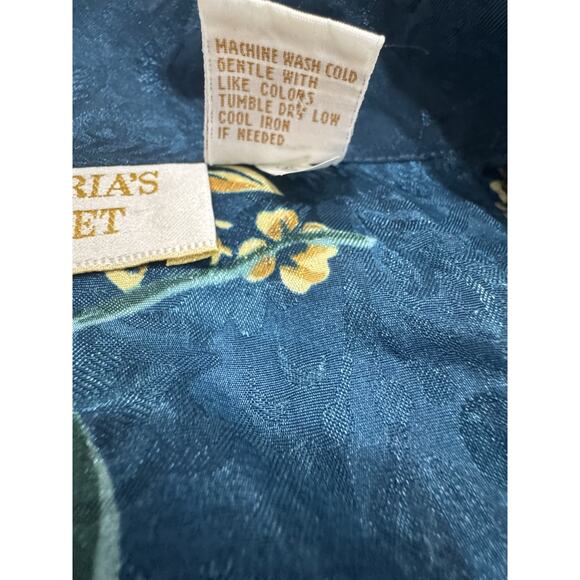 MACHINE WASH COLD
GENTLE WITH
LIKE COLORS
TUMBLE DRY LOW
COOL IRON
IF NEEDED
RIA'S
ET